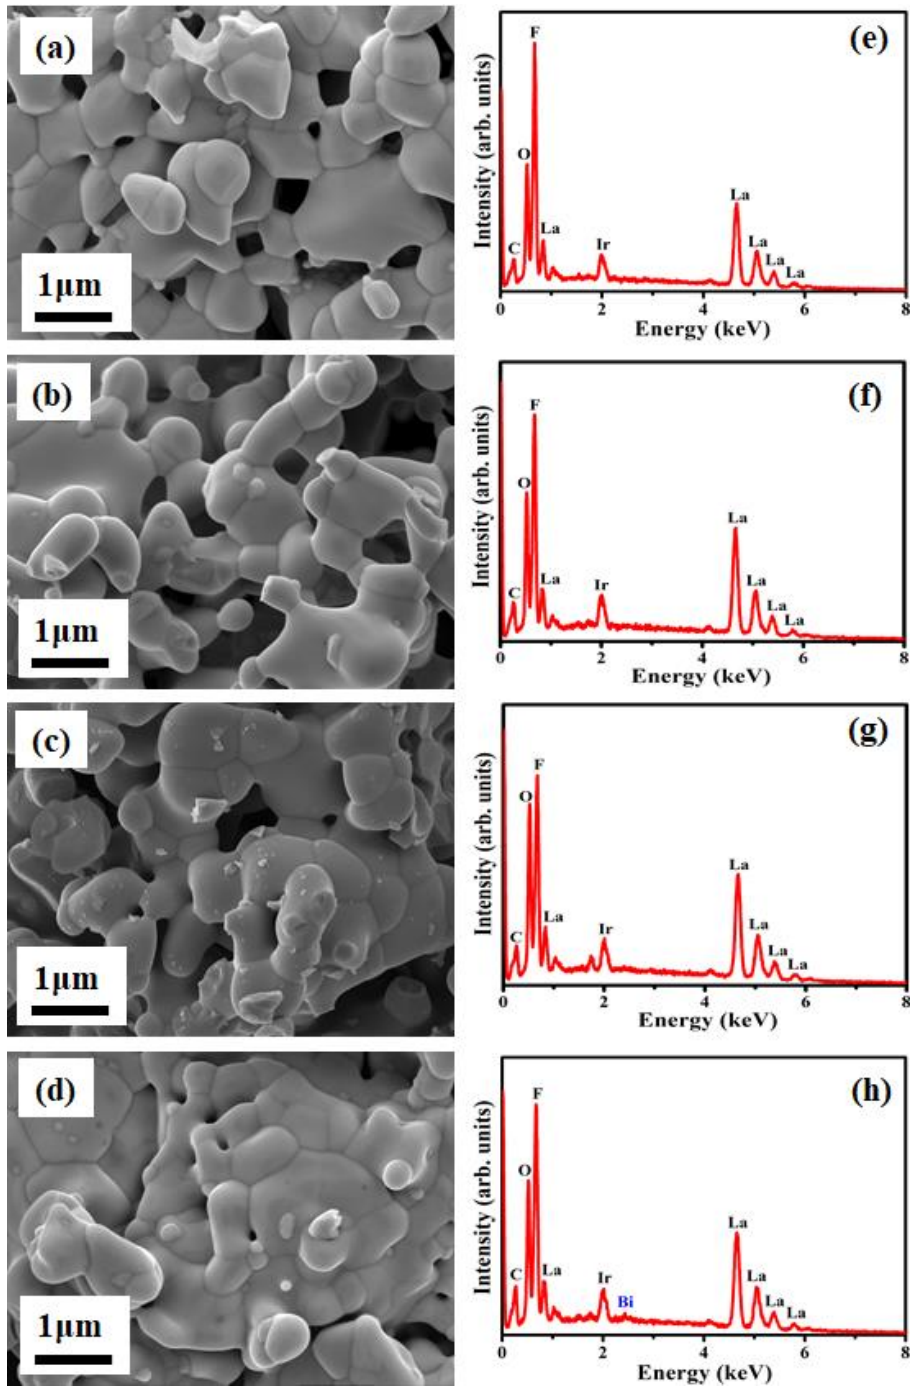 (a)
1μm
(e)
F
O
La
C
Ir
La
La
La
La
Intensity (arb. units)
0 2 4 6 8
Energy (keV)
(b)
1μm
(f)
F
O
La
C
La
Ir
La
La
La
Intensity (arb. units)
0 2 4 6 8
Energy (keV)
(c)
1μm
(g)
F
O
La
La
C
Ir
La
La
La
Intensity (arb. units)
0 2 4 6 8
Energy (keV)
(d)
1μm
(h)
F
O
La
C
La
Ir
Bi
La
La
La
Intensity (arb. units)
0 2 4 6 8
Energy (keV)